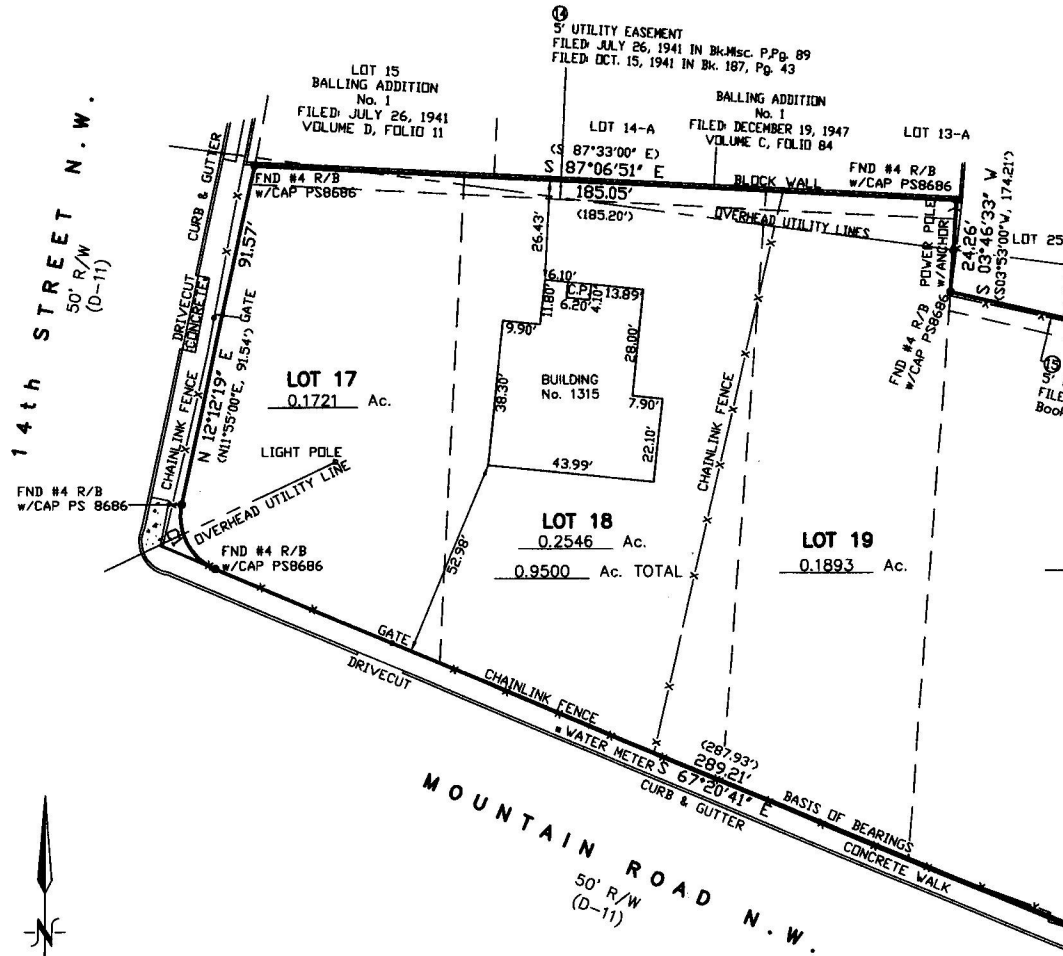 14
5' UTILITY EASEMENT
FILED: JULY 26, 1941 IN Bk.Misc. P,Pg. 89
FILED: OCT. 15, 1941 IN Bk. 187, Pg. 43
LOT 15
BALLING ADDITION
No. 1
FILED: JULY 26, 1941
VOLUME D, FOLIO 11
BALLING ADDITION
No. 1
FILED: DECEMBER 19, 1947
VOLUME C, FOLIO 84
LOT 14-A
LOT 13-A
(S 87°33'00" E)
S 87°06'51" E
185.05'
(185.20')
BLOCK WALL
OVERHEAD UTILITY LINES
FND #4 R/B
w/CAP PS8686
FND #4 R/B
w/CAP PS8686
14th STREET N.W.
50' R/W
(D-11)
CURB & GUTTER
DRIVECUT
CONCRETE
CHAINLINK FENCE
91.57'
GATE
N 12°12'19" E
(N11°55'00"E, 91.54')
POWER POLE
w/ANCHOR
24.26'
S 03°46'33" W
(S03°53'00"W, 174.21')
LOT 25
FND #4 R/B
w/CAP PS8686
15
5'
FILE
Book
26.43'
6.10'
C.P.
13.89'
11.80'
6.20'
4.10'
9.90'
28.00'
38.30'
BUILDING
No. 1315
7.90'
22.10'
43.99'
52.98'
CHAINLINK FENCE
LOT 17
0.1721 Ac.
LIGHT POLE
OVERHEAD UTILITY LINE
FND #4 R/B
w/CAP PS 8686
FND #4 R/B
w/CAP PS8686
LOT 18
0.2546 Ac.
0.9500 Ac. TOTAL
LOT 19
0.1893 Ac.
GATE
DRIVECUT
CHAINLINK FENCE
WATER METER
(287.93')
289.21'
S 67°20'41" E
CURB & GUTTER
BASIS OF BEARINGS
CONCRETE WALK
MOUNTAIN ROAD N.W.
50' R/W
(D-11)
N